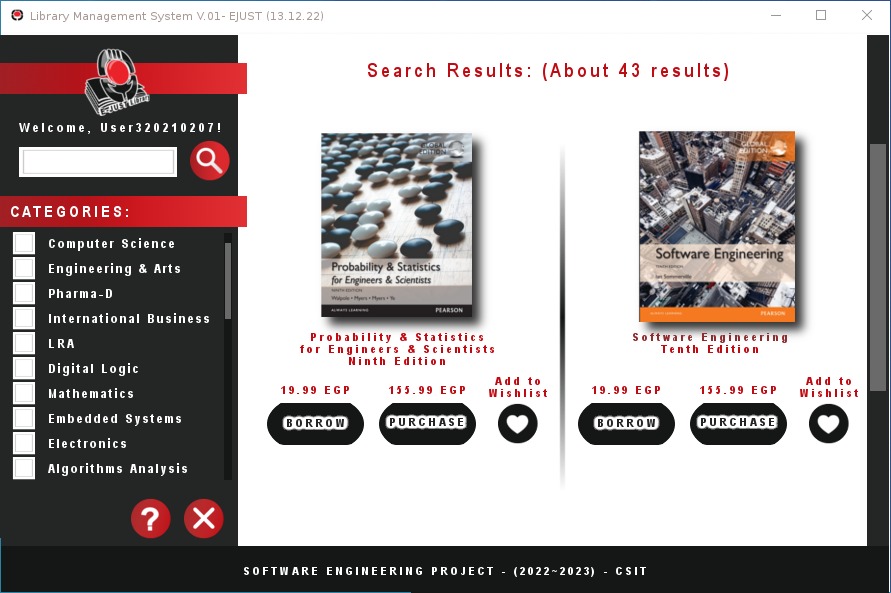 Library Management System V.01- EJUST (13.12.22)
E-JUST Library
Welcome, User320210207!
CATEGORIES:
Computer Science
Engineering & Arts
Pharma-D
International Business
LRA
Digital Logic
Mathematics
Embedded Systems
Electronics
Algorithms Analysis
?
Search Results: (About 43 results)
GLOBAL
EDITION
Probability & Statistics
for Engineers & Scientists
NINTH EDITION
Walpole • Myers • Myers • Ye
ALWAYS LEARNING PEARSON
Probability & Statistics
for Engineers & Scientists
Ninth Edition
19.99 EGP
155.99 EGP
Add to
Wishlist
BORROW
PURCHASE
GLOBAL
EDITION
Software Engineering
TENTH EDITION
Ian Sommerville
ALWAYS LEARNING PEARSON
Software Engineering
Tenth Edition
19.99 EGP
155.99 EGP
Add to
Wishlist
BORROW
PURCHASE
SOFTWARE ENGINEERING PROJECT - (2022~2023) - CSIT